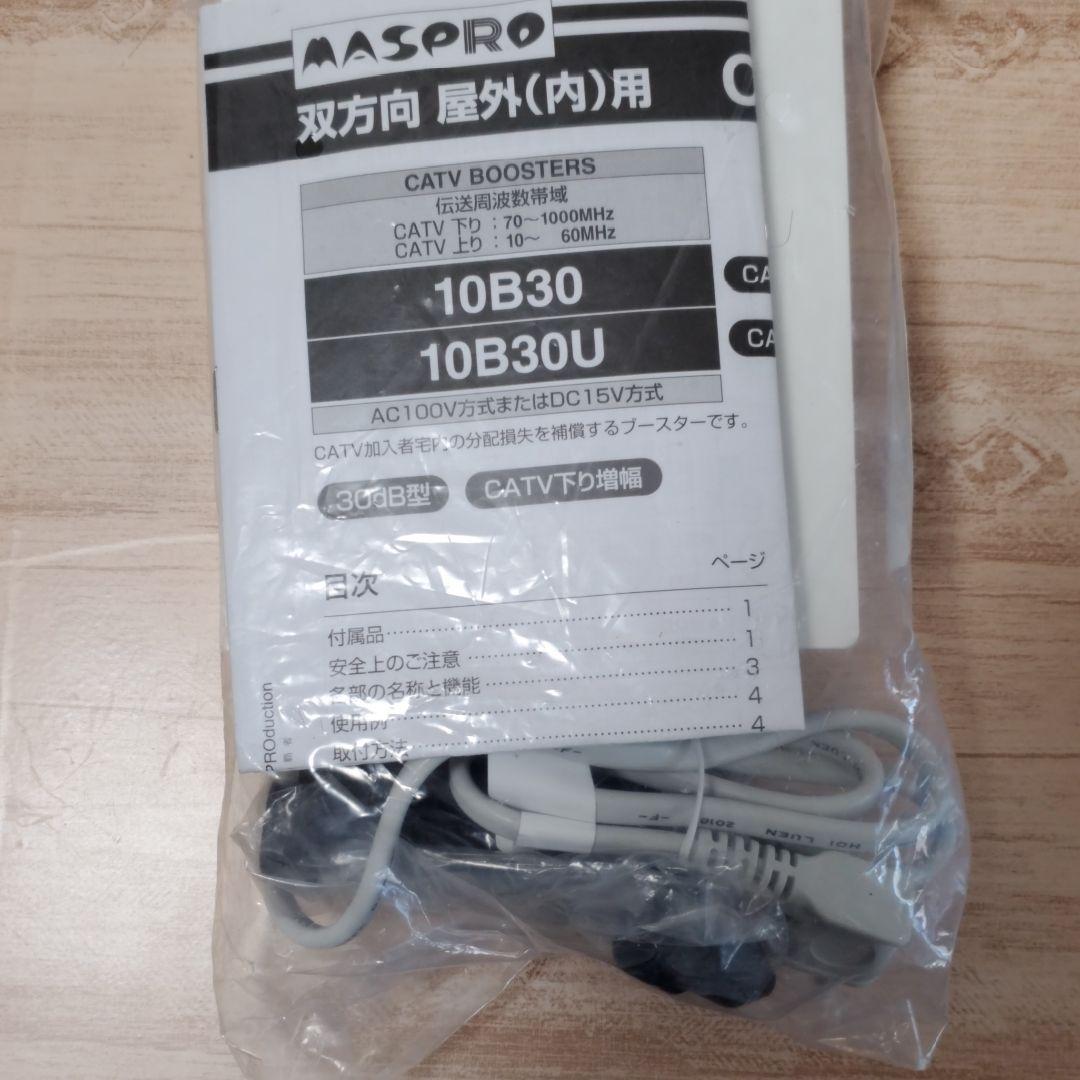 MASPRO
双方向 屋外(内)用
CATV BOOSTERS
伝送周波数帯域
CATV 下り : 70〜1000MHz
CATV 上り : 10〜 60MHz
10B30
CA
10B30U
CA
AC100V方式またはDC15V方式
CATV加入者宅内の分配損失を補償するブースターです。
30dB型 CATV下り増幅
目次 ページ
付属品 1
安全上のご注意 1
各部の名称と機能 3
使用例 4
取付方法 4
PROduction
-F-
-F- 2016 HOI LUEN